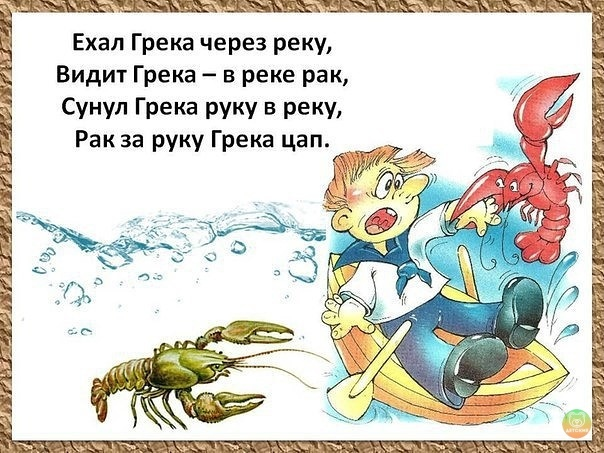 Ехал Грека через реку,
Видит Грека – в реке рак,
Сунул Грека руку в реку,
Рак за руку Грека цап.